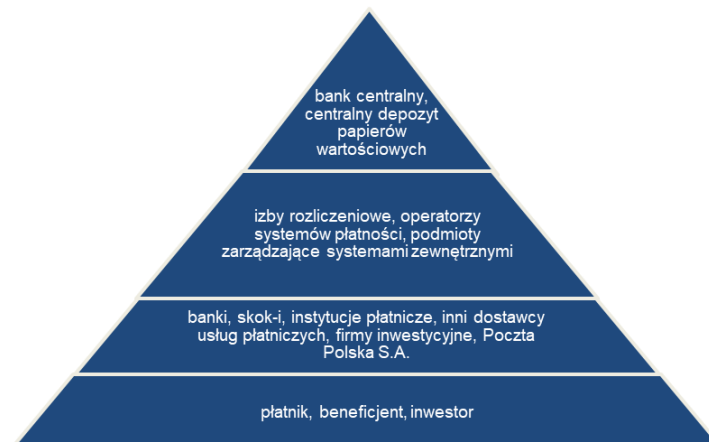 bank centralny,
centralny depozyt
papierów
wartościowych
izby rozliczeniowe, operatorzy
systemów płatności, podmioty
zarządzające systemami zewnętrznymi
banki, skok-i, instytucje płatnicze, inni dostawcy
usług płatniczych, firmy inwestycyjne, Poczta
Polska S.A.
płatnik, beneficjent, inwestor